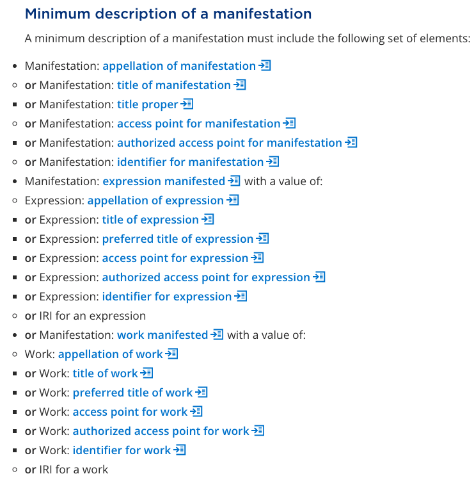 Minimum description of a manifestation
A minimum description of a manifestation must include the following set of elements:
• Manifestation: appellation of manifestation
○ or Manifestation: title of manifestation
▪ or Manifestation: title proper
○ or Manifestation: access point for manifestation
▪ or Manifestation: authorized access point for manifestation
○ or Manifestation: identifier for manifestation
• Manifestation: expression manifested with a value of:
○ Expression: appellation of expression
▪ or Expression: title of expression
▪ or Expression: preferred title of expression
▪ or Expression: access point for expression
▪ or Expression: authorized access point for expression
▪ or Expression: identifier for expression
○ or IRI for an expression
• or Manifestation: work manifested with a value of:
○ Work: appellation of work
▪ or Work: title of work
▪ or Work: preferred title of work
▪ or Work: access point for work
▪ or Work: authorized access point for work
▪ or Work: identifier for work
○ or IRI for a work